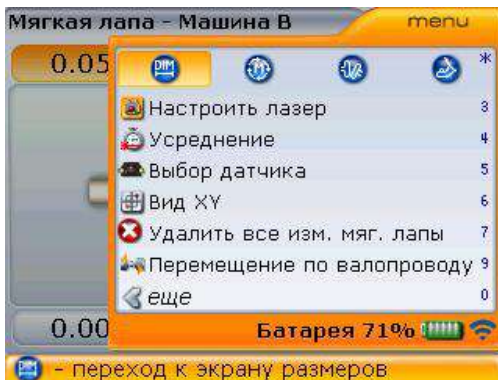 Мягкая лапа - Машина В menu
0.05
DIM
*
Настроить лазер 3
Усреднение 4
Выбор датчика 5
Вид XY 6
Удалить все изм. мяг. лапы 7
Перемещение по валопроводу 9
еще 0
0.00 Батарея 71%
- переход к экрану размеров